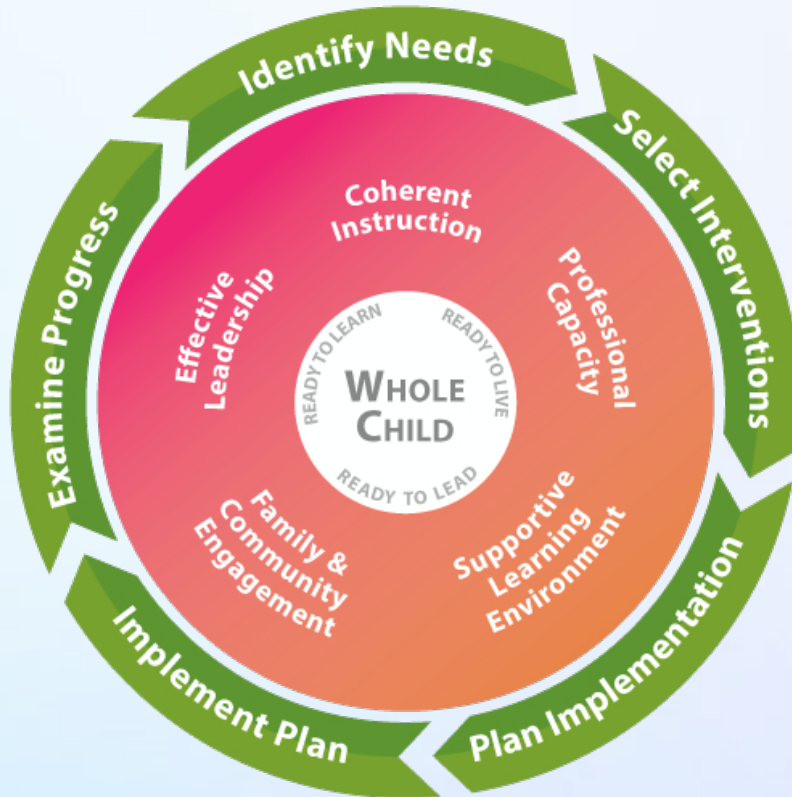 Identify Needs
Select Interventions
Plan Implementation
Implement Plan
Examine Progress
Coherent
Instruction
Professional
Capacity
Supportive
Learning
Environment
Family &
Community
Engagement
Effective
Leadership
READY TO LEARN
READY TO LIVE
READY TO LEAD
WHOLE
CHILD